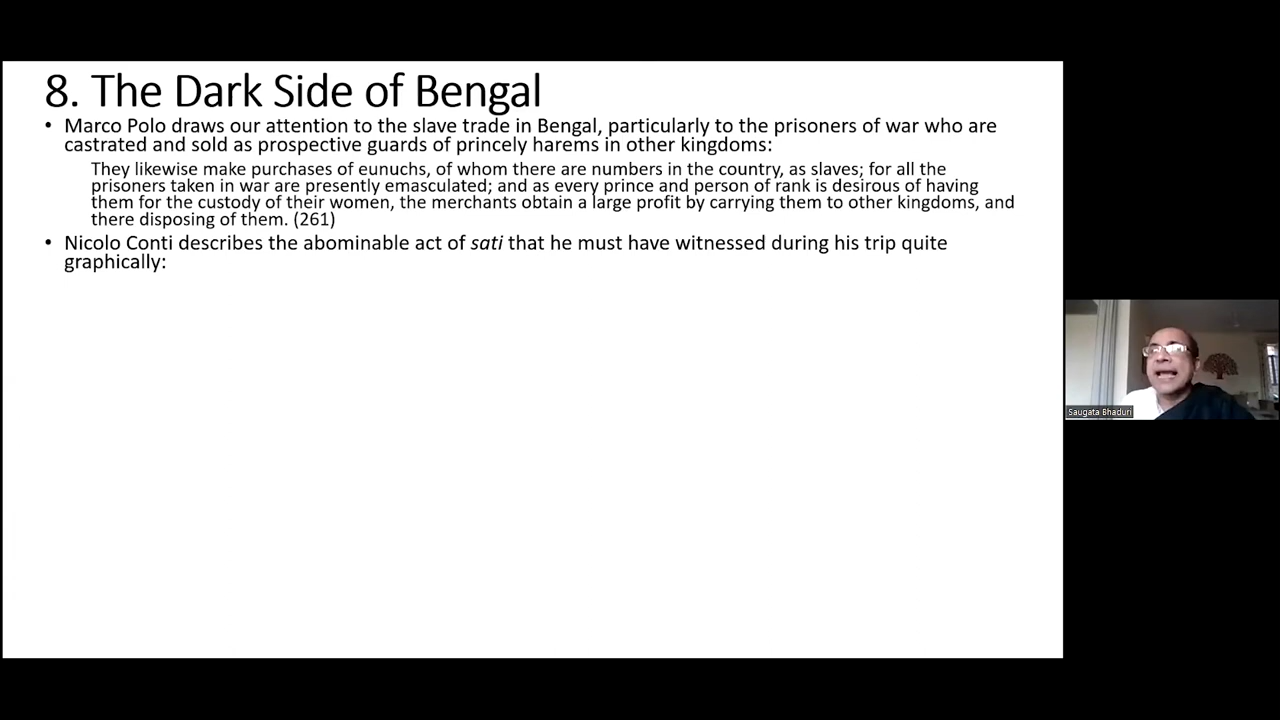 8. The Dark Side of Bengal
• Marco Polo draws our attention to the slave trade in Bengal, particularly to the prisoners of war who are
castrated and sold as prospective guards of princely harems in other kingdoms:
They likewise make purchases of eunuchs, of whom there are numbers in the country, as slaves; for all the
prisoners taken in war are presently emasculated; and as every prince and person of rank is desirous of having
them for the custody of their women, the merchants obtain a large profit by carrying them to other kingdoms, and
there disposing of them. (261)
• Nicolo Conti describes the abominable act of sati that he must have witnessed during his trip quite
graphically:
Saugata Bhaduri